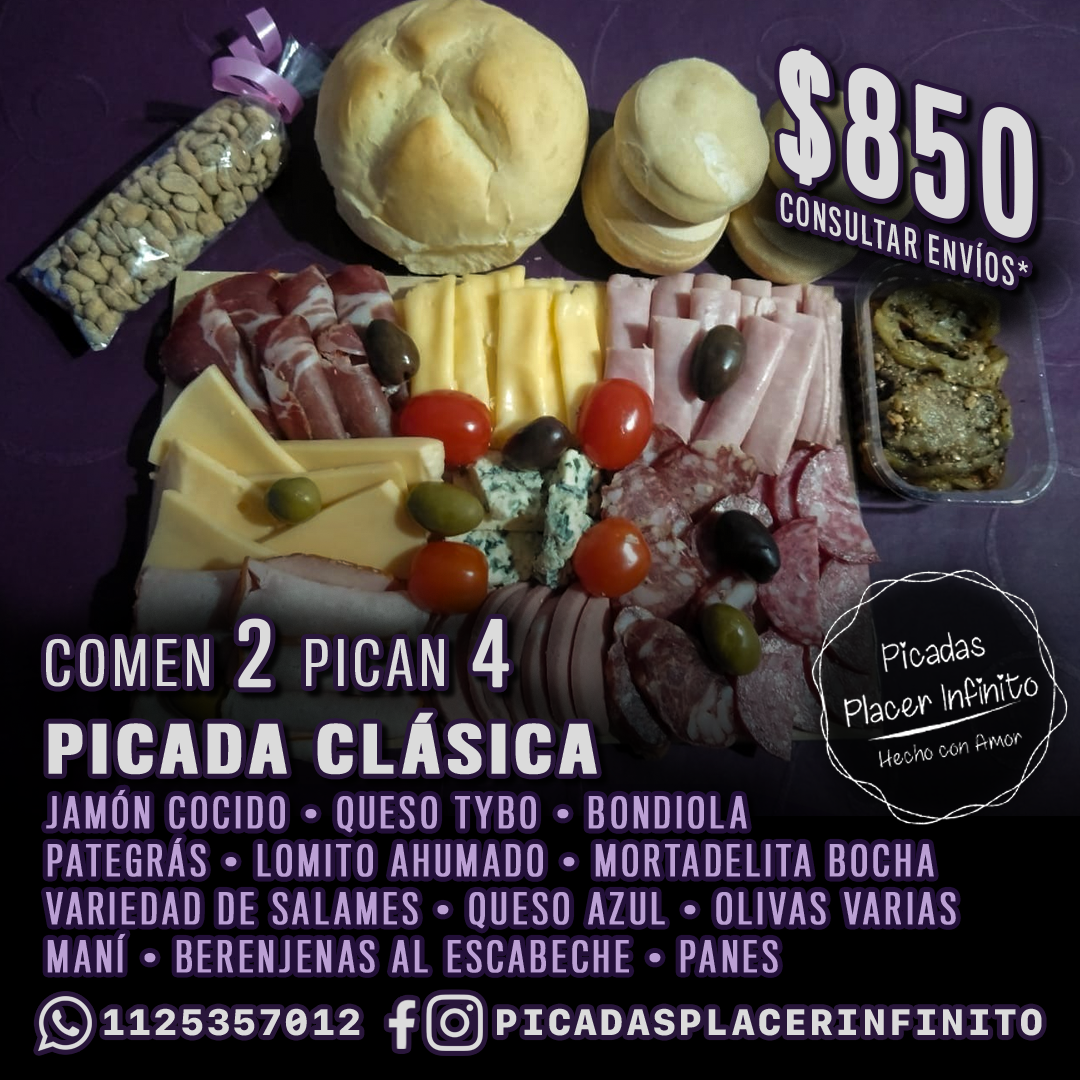 $850
CONSULTAR ENVÍOS*
COMEN 2 PICAN 4
Picadas
Placer Infinito
Hecho con Amor
PICADA CLÁSICA
JAMÓN COCIDO • QUESO TYBO • BONDIOLA
PATEGRÁS • LOMITO AHUMADO • MORTADELITA BOCHA
VARIEDAD DE SALAMES • QUESO AZUL • OLIVAS VARIAS
MANÍ • BERENJENAS AL ESCABECHE • PANES
1125357012 PICADASPLACERINFINITO